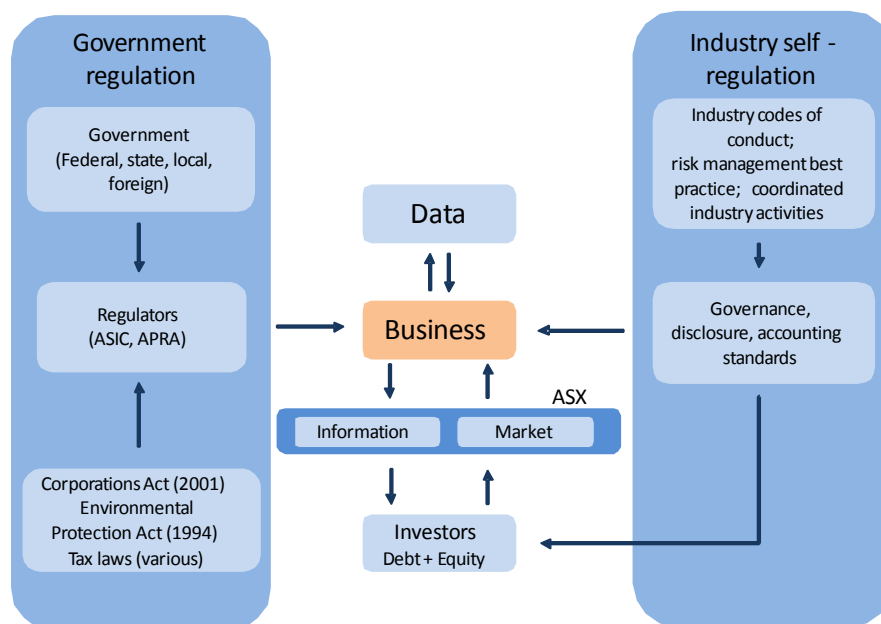 Government
regulation
Government
(Federal, state, local,
foreign)
Regulators
(ASIC, APRA)
Corporations Act (2001)
Environmental
Protection Act (1994)
Tax laws (various)
Data
Business
ASX
Information
Market
Investors
Debt + Equity
Industry self -
regulation
Industry codes of
conduct;
risk management best
practice; coordinated
industry activities
Governance,
disclosure, accounting
standards